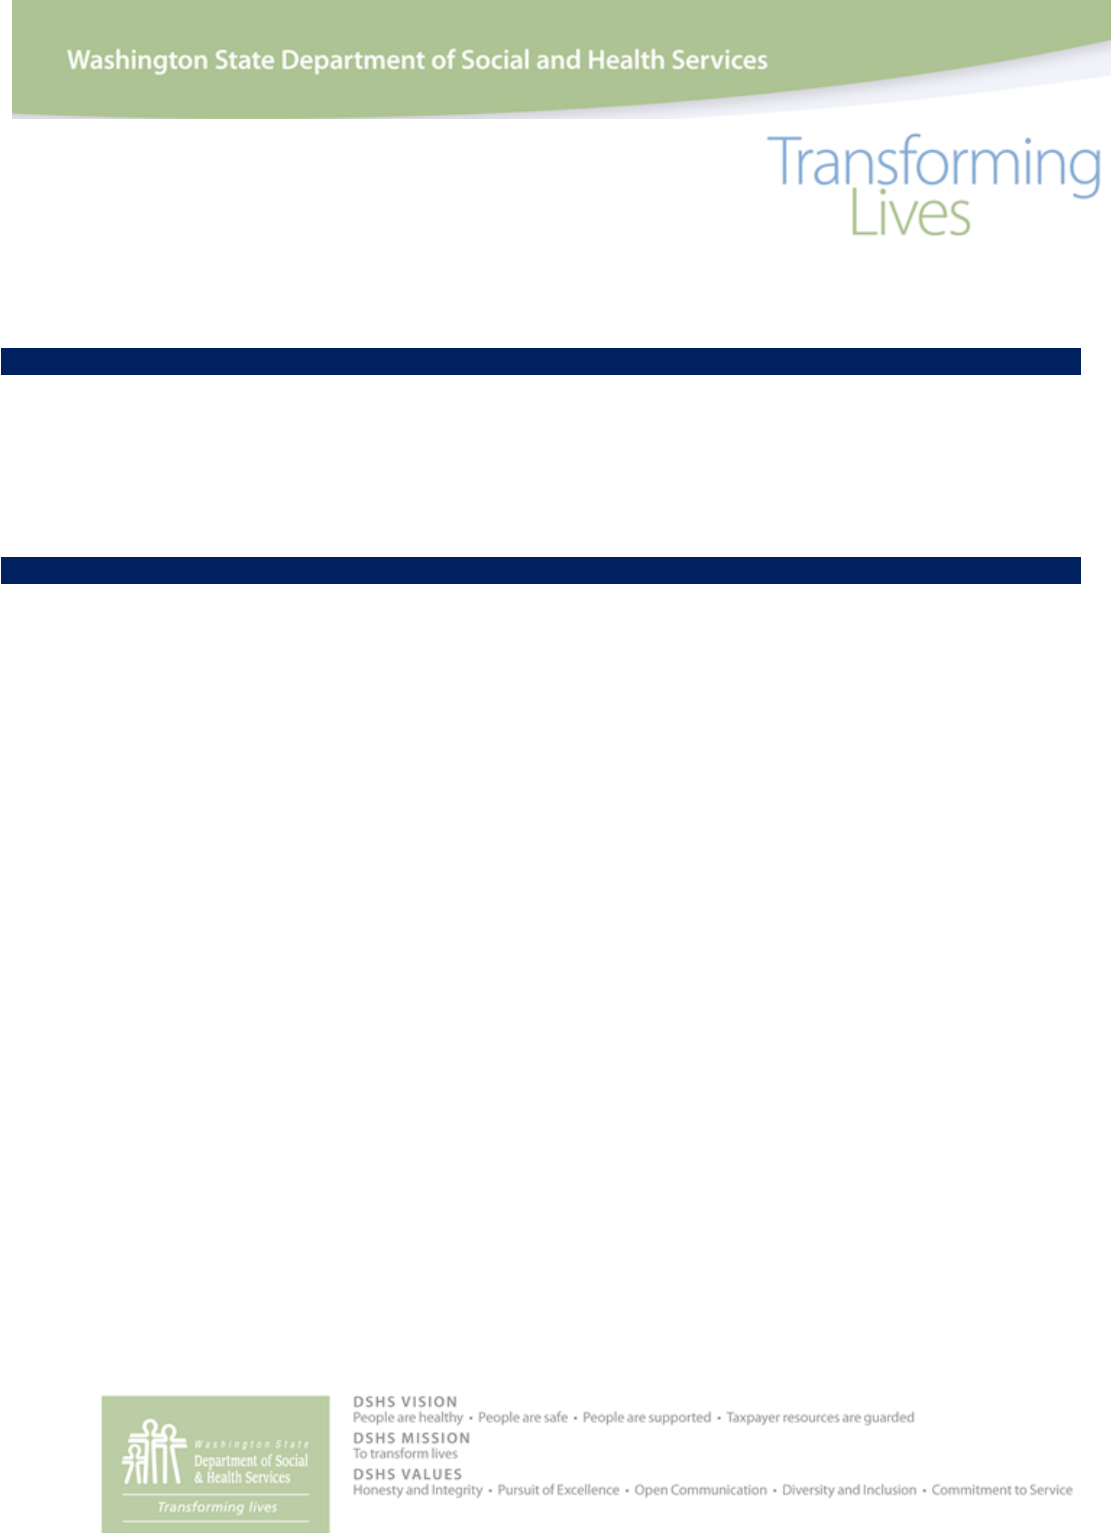 Washington State Department of Social and Health Services
Transforming
Lives
Washington State
Department of Social
& Health Services
Transforming lives
DSHS VISION
People are healthy • People are safe • People are supported • Taxpayer resources are guarded
DSHS MISSION
To transform lives
DSHS VALUES
Honesty and Integrity • Pursuit of Excellence • Open Communication • Diversity and Inclusion • Commitment to Service